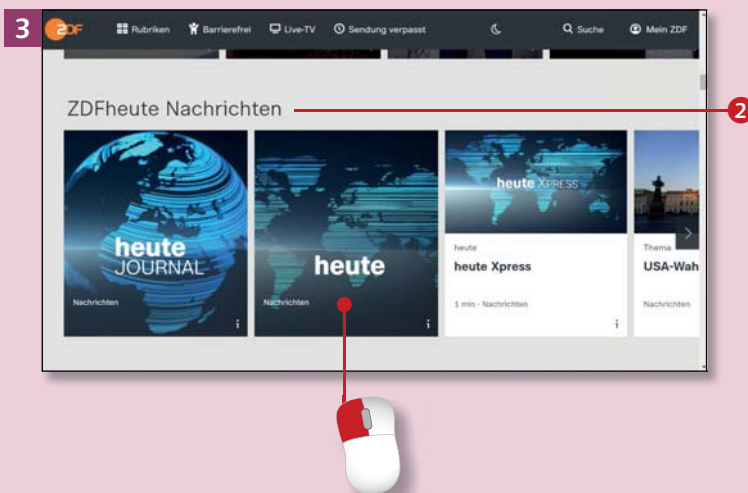 3
ZDF Rubriken Barrierefrei Live-TV Sendung verpasst Suche Mein ZDF
ZDFheute Nachrichten
2
heute
JOURNAL
Nachrichten
i
heute
Nachrichten
i
heute XPRESS
heute
heute Xpress
1 min - Nachrichten
i
Thema
USA-Wah
Nachrichten